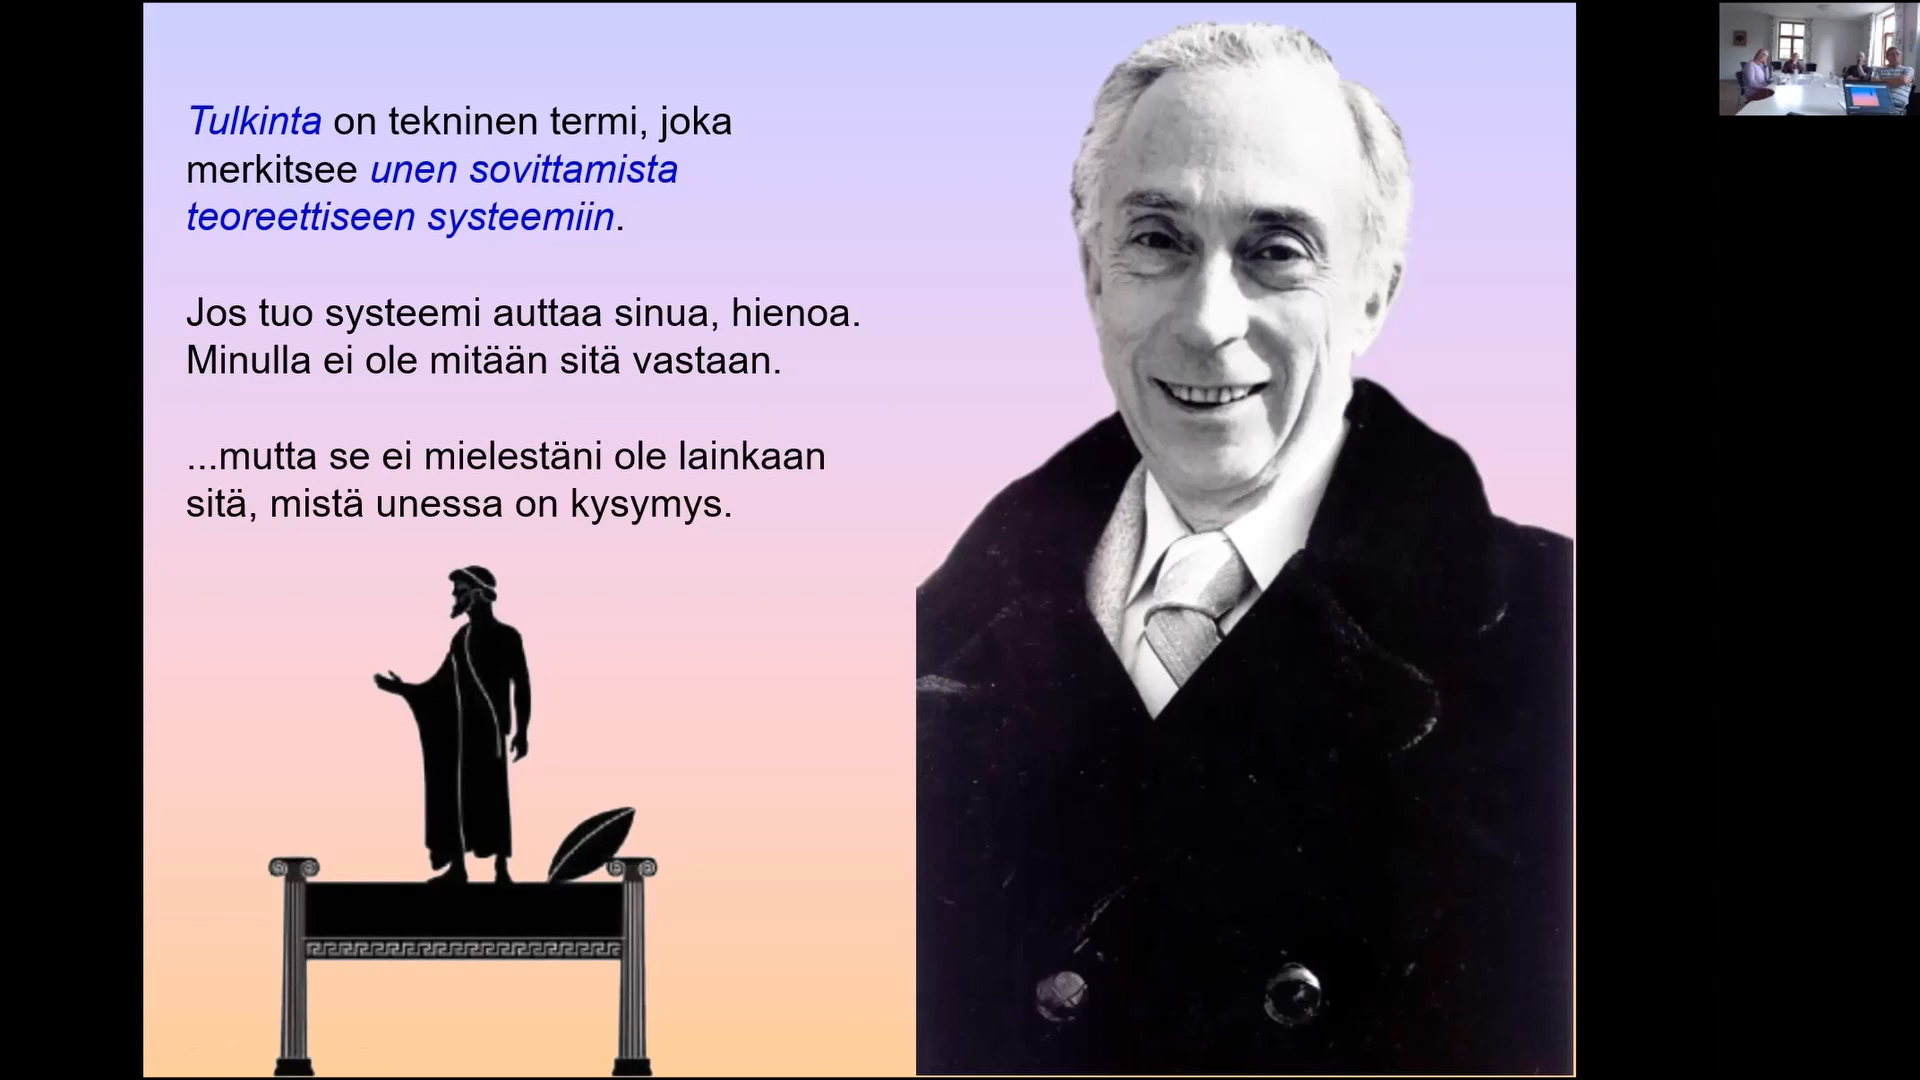 Tulkinta on tekninen termi, joka
merkitsee unen sovittamista
teoreettiseen systeemiin.
Jos tuo systeemi auttaa sinua, hienoa.
Minulla ei ole mitään sitä vastaan.
...mutta se ei mielestäni ole lainkaan
sitä, mistä unessa on kysymys.